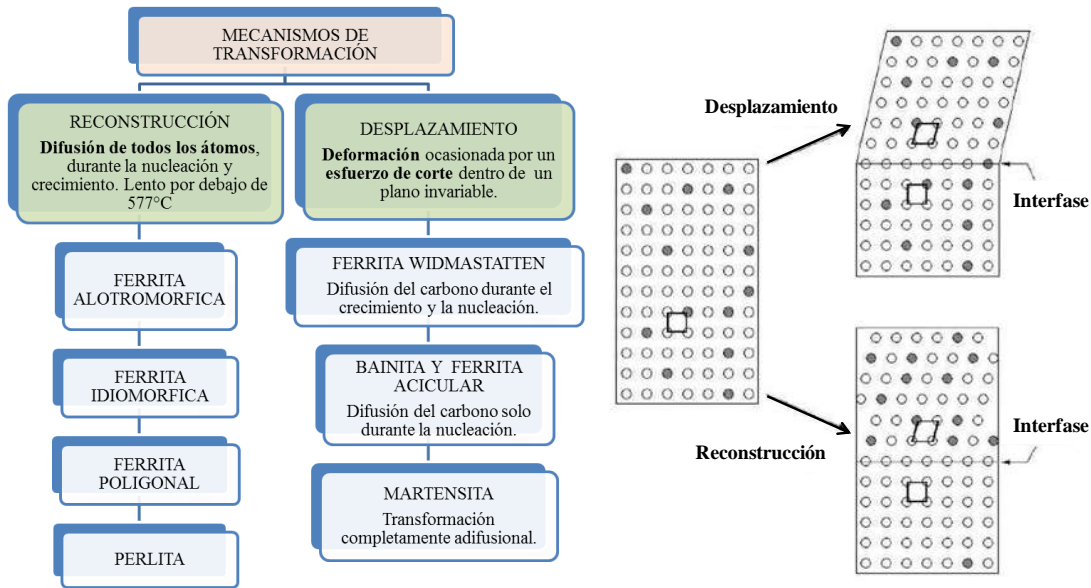 MECANISMOS DE
TRANSFORMACIÓN
RECONSTRUCCIÓN
Difusión de todos los átomos,
durante la nucleación y
crecimiento. Lento por debajo de
577°C
FERRITA
ALOTROMORFICA
FERRITA
IDIOMORFICA
FERRITA
POLIGONAL
PERLITA
DESPLAZAMIENTO
Deformación ocasionada por un
esfuerzo de corte dentro de un
plano invariable.
FERRITA WIDMASTATTEN
Difusión del carbono durante el
crecimiento y la nucleación.
BAINITA Y FERRITA
ACICULAR
Difusión del carbono solo
durante la nucleación.
MARTENSITA
Transformación
completamente adifusional.
Desplazamiento
Interfase
Reconstrucción
Interfase